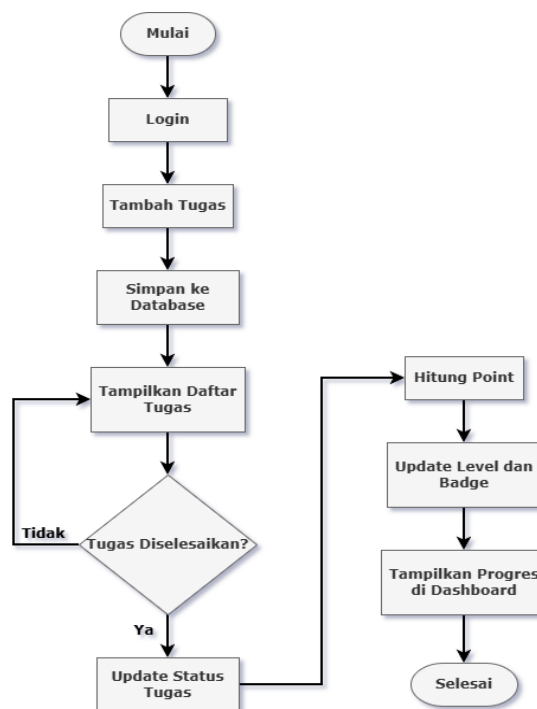 Mulai
Login
Tambah Tugas
Simpan ke
Database
Tampilkan Daftar
Tugas
Tidak
Tugas Diselesaikan?
Ya
Update Status
Tugas
Hitung Point
Update Level dan
Badge
Tampilkan Progres
di Dashboard
Selesai